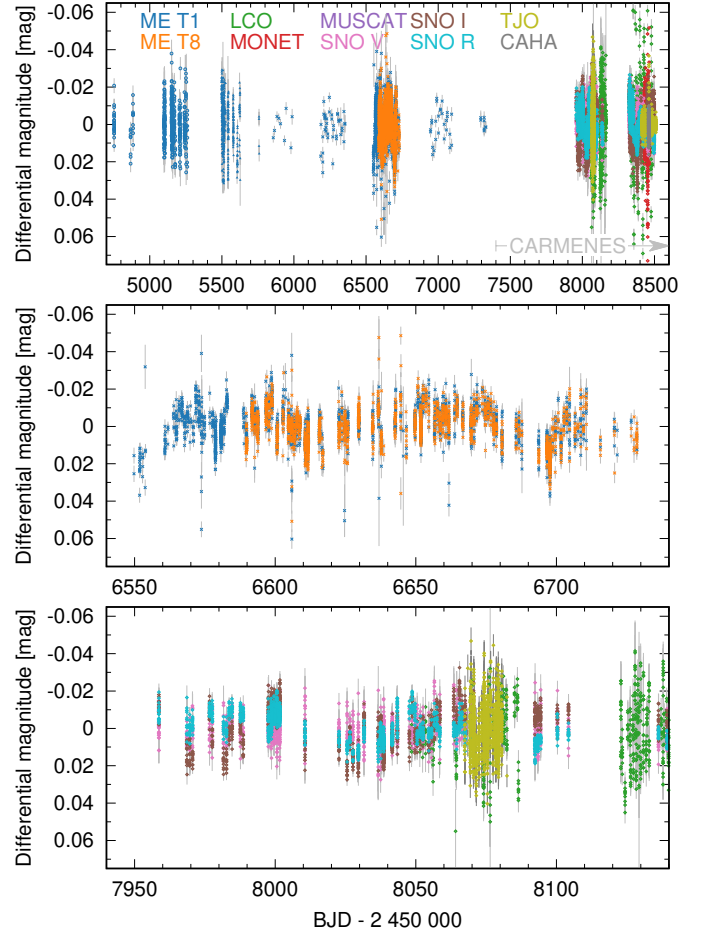 -0.06
-0.04
-0.02
0
0.02
0.04
0.06
Differential magnitude [mag]
ME T1 LCO MUSCAT SNO I TJO
ME T8 MONET SNO V SNO R CAHA
CARMENES
5000 5500 6000 6500 7000 7500 8000 8500
-0.06
-0.04
-0.02
0
0.02
0.04
0.06
Differential magnitude [mag]
6550 6600 6650 6700
-0.06
-0.04
-0.02
0
0.02
0.04
0.06
Differential magnitude [mag]
7950 8000 8050 8100
BJD - 2 450 000